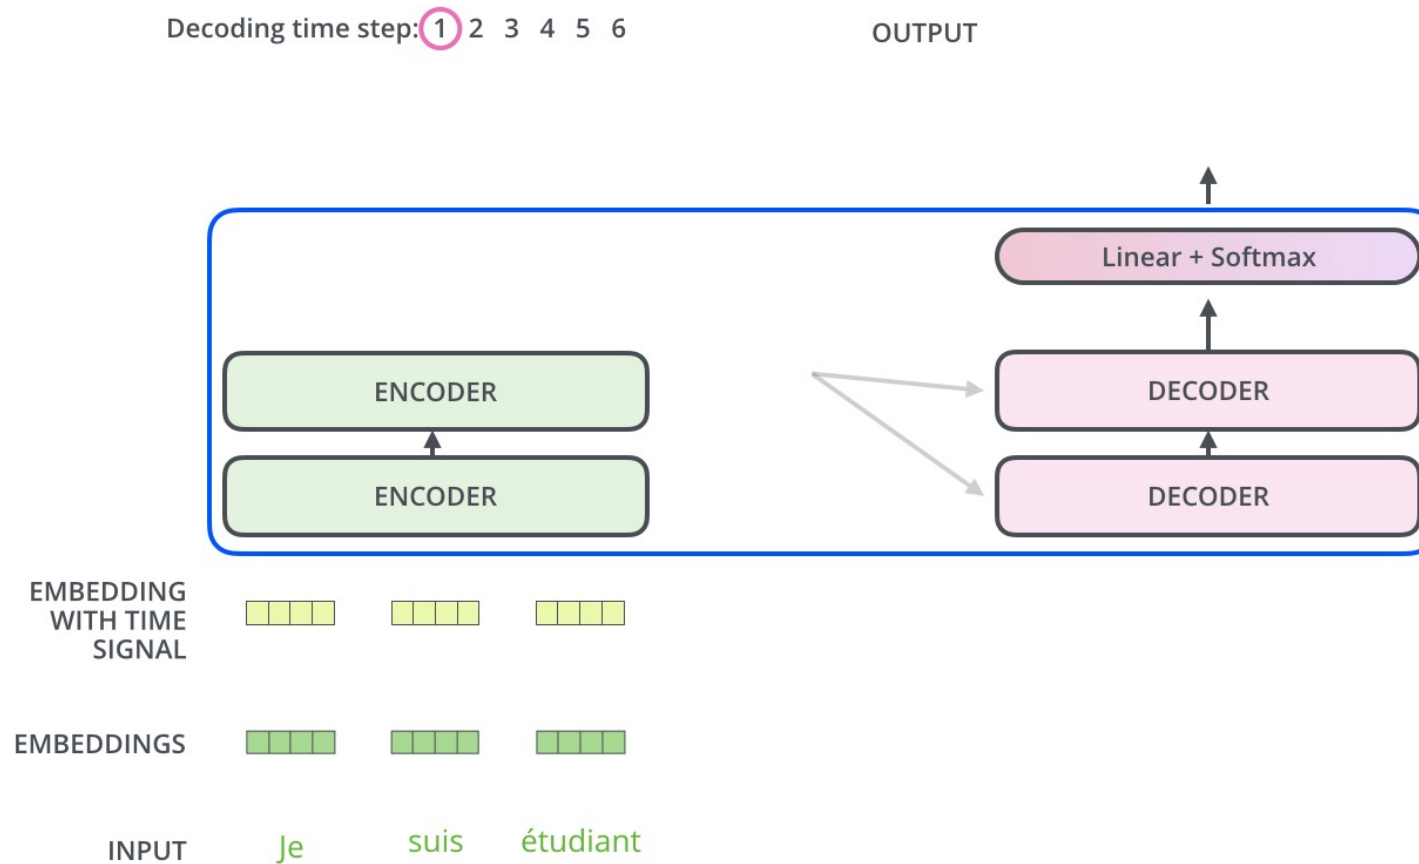 Decoding time step: 1 2 3 4 5 6
OUTPUT
Linear + Softmax
ENCODER
DECODER
ENCODER
DECODER
EMBEDDING
WITH TIME
SIGNAL
EMBEDDINGS
INPUT Je suis étudiant